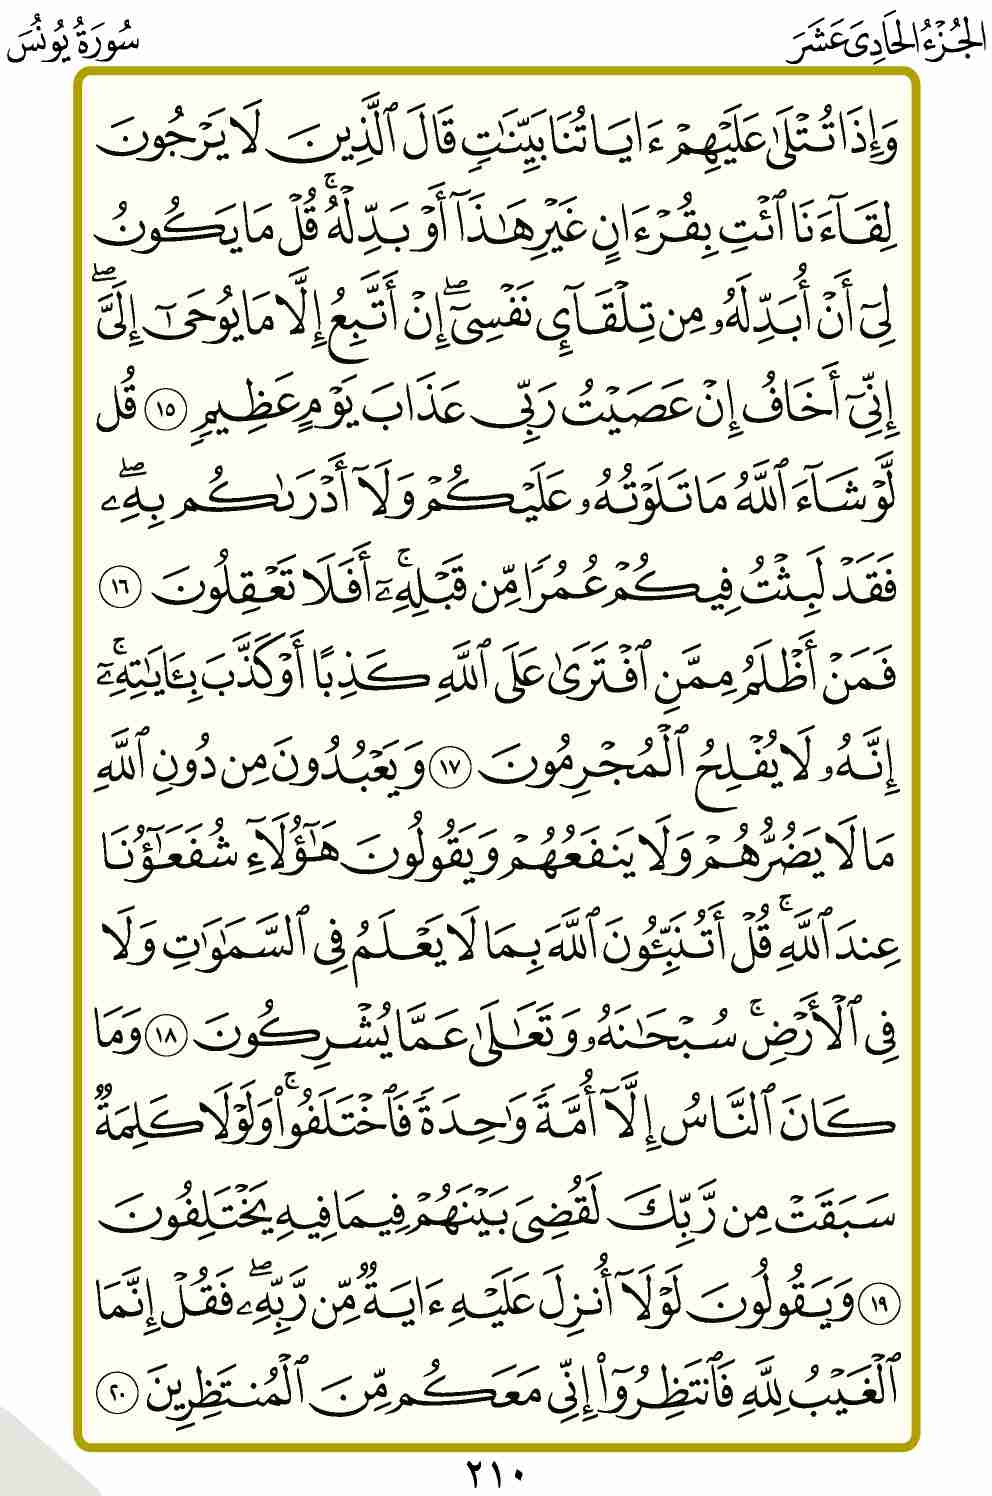 الجُزْءُ الحَادِىَ عَشَرَ
سُورَةُ يُونُسَ
وَإِذَا تُتْلَىٰ عَلَيْهِمْ ءَايَاتُنَا بَيِّنَٰتٍ قَالَ ٱلَّذِينَ لَا يَرْجُونَ
لِقَآءَنَا ٱئْتِ بِقُرْءَانٍ غَيْرِ هَٰذَآ أَوْ بَدِّلْهُ ۚ قُلْ مَا يَكُونُ
لِىٓ أَنْ أُبَدِّلَهُۥ مِن تِلْقَآئِ نَفْسِىٓ ۖ إِنْ أَتَّبِعُ إِلَّا مَا يُوحَىٰٓ إِلَىَّ ۖ
إِنِّىٓ أَخَافُ إِنْ عَصَيْتُ رَبِّى عَذَابَ يَوْمٍ عَظِيمٍ ١٥ قُل
لَّوْ شَآءَ ٱللَّهُ مَا تَلَوْتُهُۥ عَلَيْكُمْ وَلَآ أَدْرَىٰكُم بِهِۦ ۖ
فَقَدْ لَبِثْتُ فِيكُمْ عُمُرًا مِّن قَبْلِهِۦٓ ۚ أَفَلَا تَعْقِلُونَ ١٦
فَمَنْ أَظْلَمُ مِمَّنِ ٱفْتَرَىٰ عَلَى ٱللَّهِ كَذِبًا أَوْ كَذَّبَ بِـَٔايَٰتِهِۦٓ ۚ
إِنَّهُۥ لَا يُفْلِحُ ٱلْمُجْرِمُونَ ١٧ وَيَعْبُدُونَ مِن دُونِ ٱللَّهِ
مَا لَا يَضُرُّهُمْ وَلَا يَنفَعُهُمْ وَيَقُولُونَ هَٰٓؤُلَآءِ شُفَعَٰٓؤُنَا
عِندَ ٱللَّهِ ۚ قُلْ أَتُنَبِّـُٔونَ ٱللَّهَ بِمَا لَا يَعْلَمُ فِى ٱلسَّمَٰوَٰتِ وَلَا
فِى ٱلْأَرْضِ ۚ سُبْحَٰنَهُۥ وَتَعَٰلَىٰ عَمَّا يُشْرِكُونَ ١٨ وَمَا
كَانَ ٱلنَّاسُ إِلَّآ أُمَّةً وَٰحِدَةً فَٱخْتَلَفُوا۟ ۚ وَلَوْلَا كَلِمَةٌ
سَبَقَتْ مِن رَّبِّكَ لَقُضِىَ بَيْنَهُمْ فِيمَا فِيهِ يَخْتَلِفُونَ
١٩ وَيَقُولُونَ لَوْلَآ أُنزِلَ عَلَيْهِ ءَايَةٌ مِّن رَّبِّهِۦ ۖ فَقُلْ إِنَّمَا
ٱلْغَيْبُ لِلَّهِ فَٱنتَظِرُوٓا۟ إِنِّى مَعَكُم مِّنَ ٱلْمُنتَظِرِينَ ٢٠
٢١٠